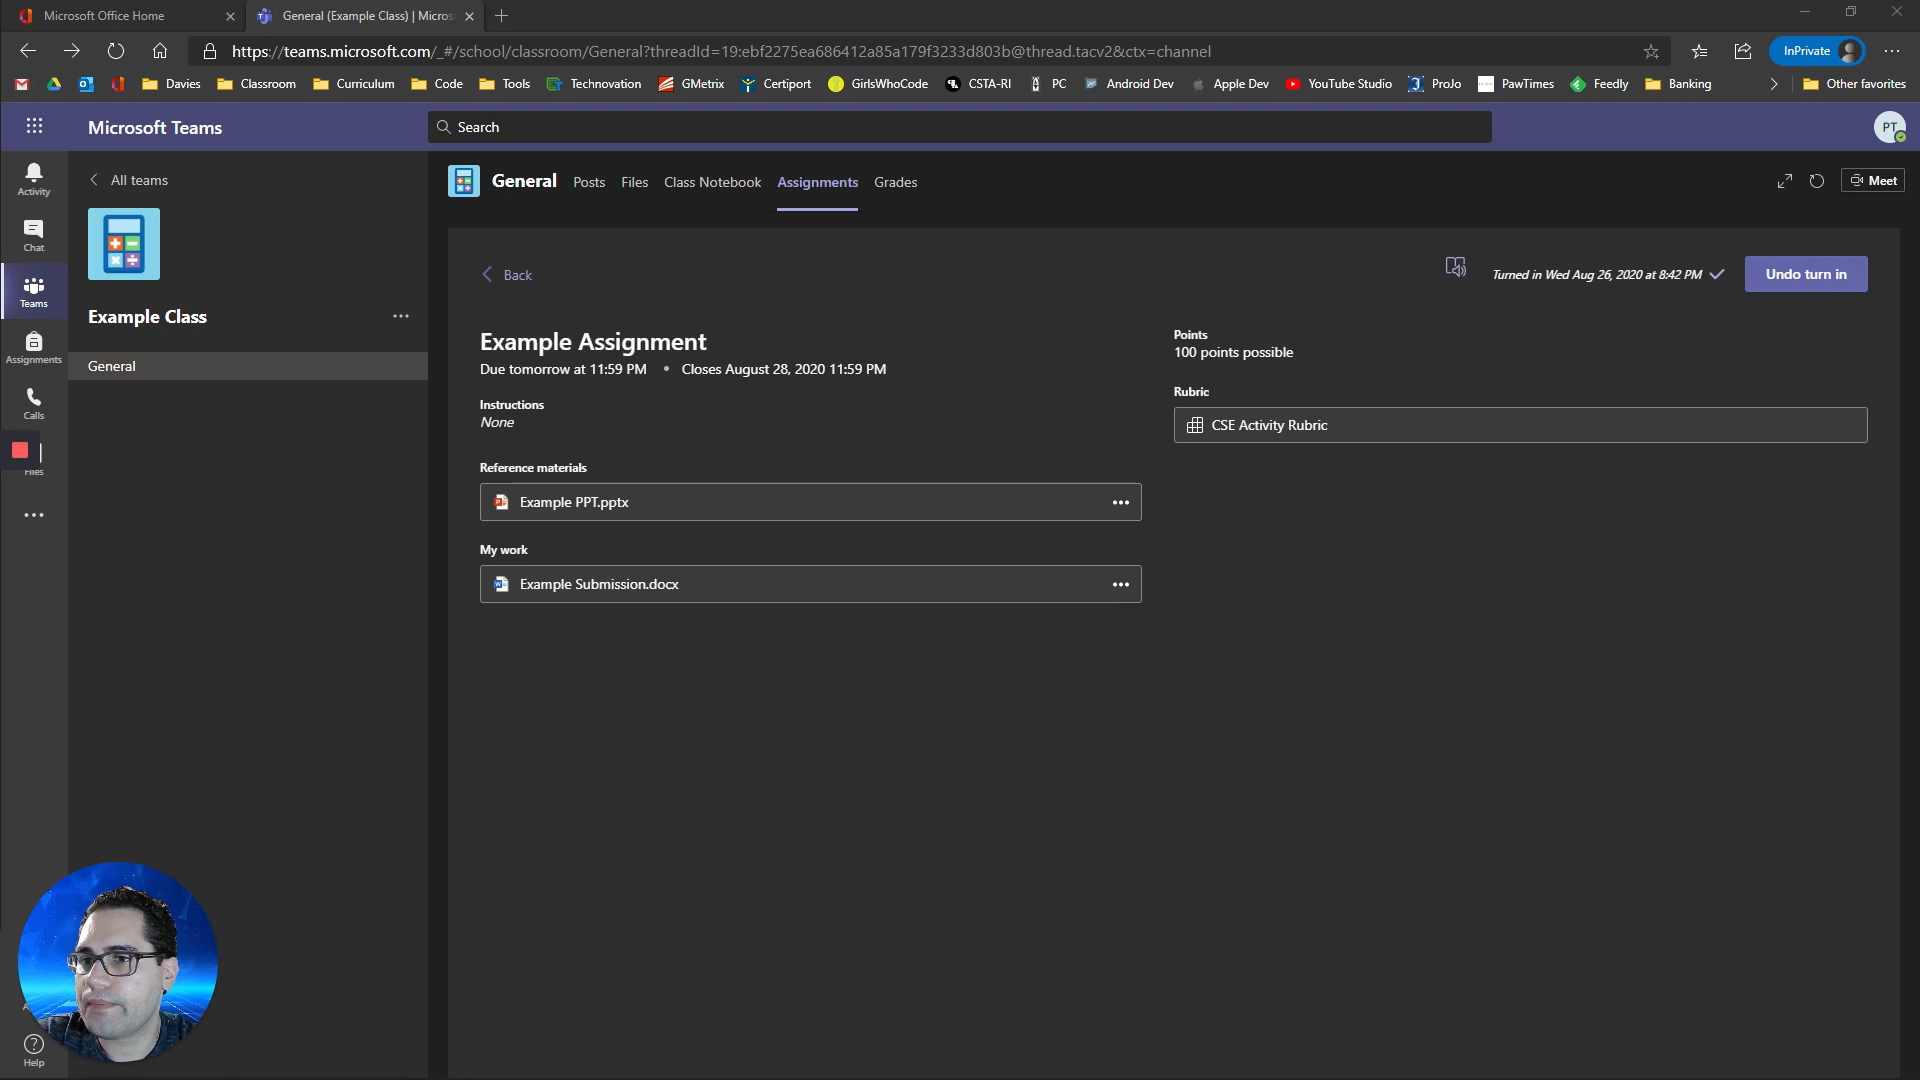 Microsoft Office Home
General (Example Class) | Micros
https://teams.microsoft.com/_#/school/classroom/General?threadId=19:ebf2275ea686412a85a179f3233d803b@thread.tacv2&ctx=channel
InPrivate
Davies
Classroom
Curriculum
Code
Tools
Technovation
GMetrix
Certiport
GirlsWhoCode
CSTA-RI
PC
Android Dev
Apple Dev
YouTube Studio
ProJo
PawTimes
Feedly
Banking
Other favorites
Microsoft Teams
Search
PT
Activity
Chat
Teams
Assignments
Calls
Files
Help
All teams
Example Class
General
General
Posts
Files
Class Notebook
Assignments
Grades
Meet
Back
Turned in Wed Aug 26, 2020 at 8:42 PM
Undo turn in
Example Assignment
Due tomorrow at 11:59 PM • Closes August 28, 2020 11:59 PM
Instructions
None
Reference materials
Example PPT.pptx
My work
Example Submission.docx
Points
100 points possible
Rubric
CSE Activity Rubric